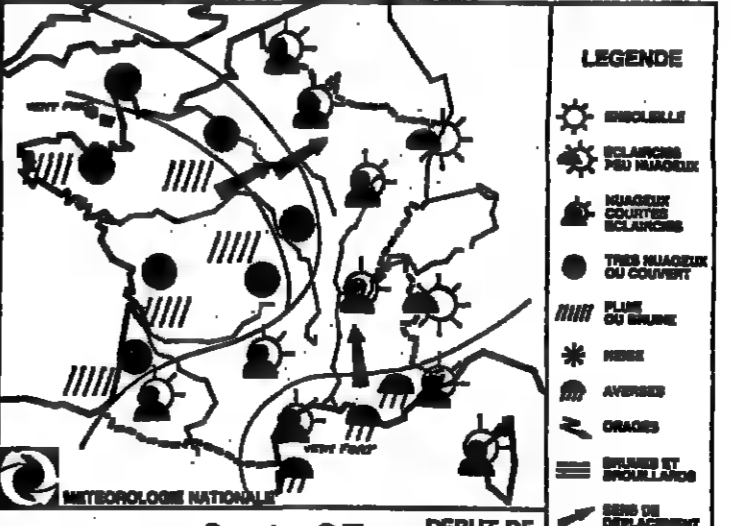 LEGENDE
ENSOLEILLE
ECLAIRCIES
PEU NUAGEUX
NUAGEUX
COURTES
ECLAIRCIES
TRES NUAGEUX
OU COUVERT
PLUIE
OU BRUINE
NEIGE
AVERSES
ORAGES
BRUMES ET
BROUILLARDS
SENS DE
DEPLACEMENT
VENT FORT
VENT FORT
METEOROLOGIE NATIONALE
DEBUT DE